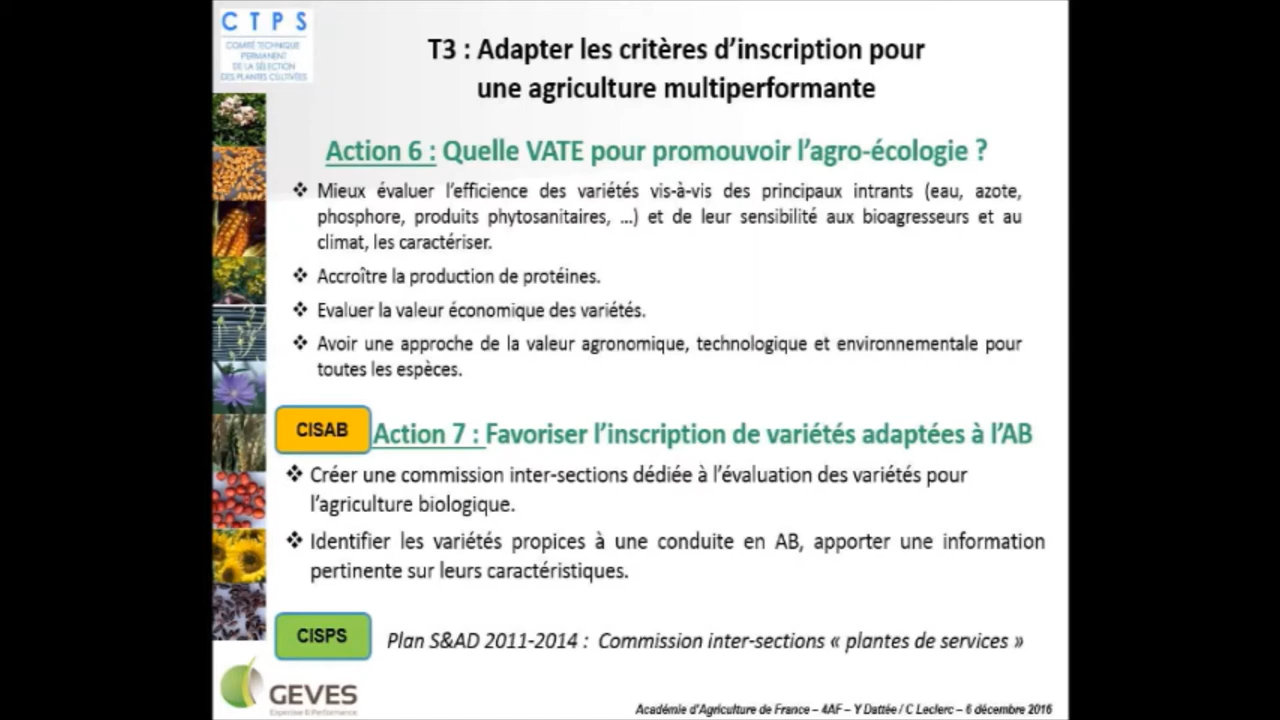 C T P S
COMITÉ TECHNIQUE
PERMANENT
DE LA SÉLECTION
DES PLANTES CULTIVÉES
T3 : Adapter les critères d'inscription pour
une agriculture multiperformante
Action 6 : Quelle VATE pour promouvoir l'agro-écologie ?
❖ Mieux évaluer l'efficience des variétés vis-à-vis des principaux intrants (eau, azote,
phosphore, produits phytosanitaires, ...) et de leur sensibilité aux bioagresseurs et au
climat, les caractériser.
❖ Accroître la production de protéines.
❖ Evaluer la valeur économique des variétés.
❖ Avoir une approche de la valeur agronomique, technologique et environnementale pour
toutes les espèces.
CISAB
Action 7 : Favoriser l'inscription de variétés adaptées à l'AB
❖ Créer une commission inter-sections dédiée à l'évaluation des variétés pour
l'agriculture biologique.
❖ Identifier les variétés propices à une conduite en AB, apporter une information
pertinente sur leurs caractéristiques.
CISPS
Plan S&AD 2011-2014 : Commission inter-sections « plantes de services »
GEVES
Expertise & Performance
Académie d'Agriculture de France – 4AF – Y Dattée / C Leclerc – 6 décembre 2016